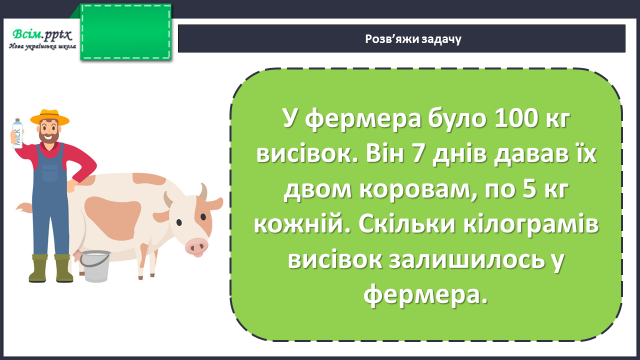 Всім.pptx
Нова українська школа
Розв’яжи задачу
У фермера було 100 кг
висівок. Він 7 днів давав їх
двом коровам, по 5 кг
кожній. Скільки кілограмів
висівок залишилось у
фермера.
MILK